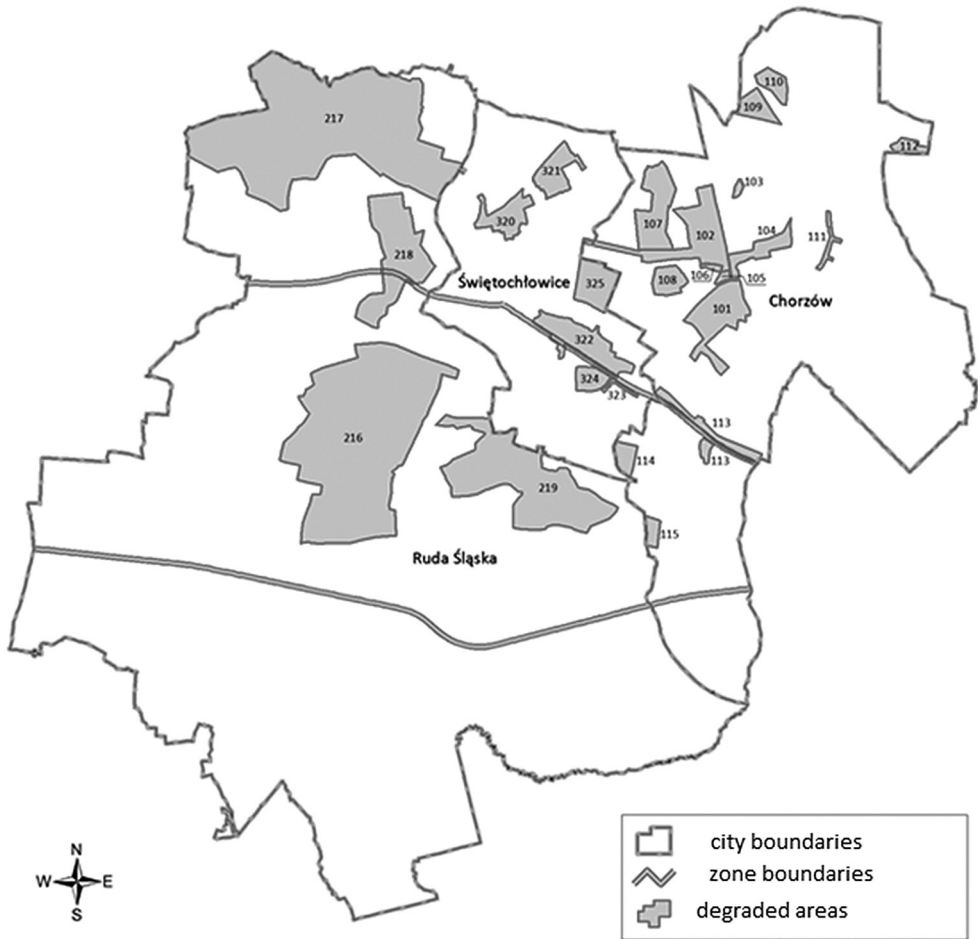 110
109
112
217
321
103
320
107
102
104
111
218
106
105
Świętochłowice
325
108
101
Chorzów
322
324
323
113
216
114
113
219
115
Ruda Śląska
N
W E
S
city boundaries
zone boundaries
degraded areas